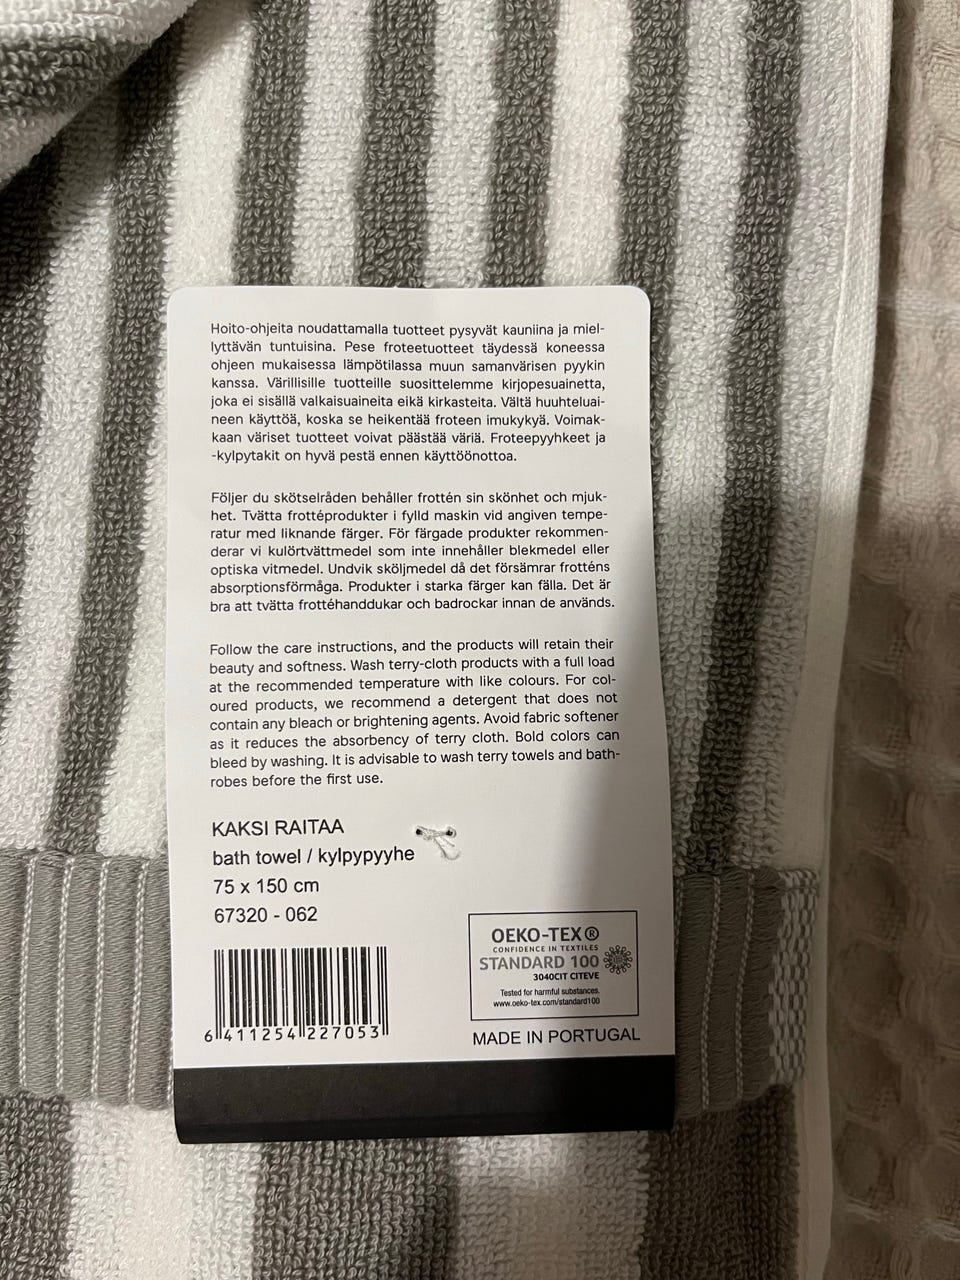 Hoito-ohjeita noudattamalla tuotteet pysyvät kauniina ja miel-
lyttävän tuntuisina. Pese froteetuotteet täydessä koneessa
ohjeen mukaisessa lämpötilassa muun samanvärisen pyykin
kanssa. Värillisille tuotteille suosittelemme kirjopesuainetta,
joka ei sisällä valkaisuaineita eikä kirkasteita. Vältä huuhteluai-
neen käyttöä, koska se heikentää froteen imukykyä. Voimak-
kaan väriset tuotteet voivat päästää väriä. Froteepyyhkeet ja
-kylpytakit on hyvä pestä ennen käyttöönottoa.
Följer du skötselråden behåller frottén sin skönhet och mjuk-
het. Tvätta frottéprodukter i fylld maskin vid angiven tempe-
ratur med liknande färger. För färgade produkter rekommen-
derar vi kulörtvättmedel som inte innehåller blekmedel eller
optiska vitmedel. Undvik sköljmedel då det försämrar frotténs
absorptionsförmåga. Produkter i starka färger kan fälla. Det är
bra att tvätta frottéhanddukar och badrockar innan de används.
Follow the care instructions, and the products will retain their
beauty and softness. Wash terry-cloth products with a full load
at the recommended temperature with like colours. For col-
oured products, we recommend a detergent that does not
contain any bleach or brightening agents. Avoid fabric softener
as it reduces the absorbency of terry cloth. Bold colors can
bleed by washing. It is advisable to wash terry towels and bath-
robes before the first use.
KAKSI RAITAA
bath towel / kylpypyyhe
75 x 150 cm
67320 - 062
6 411254 227053
OEKO-TEX®
CONFIDENCE IN TEXTILES
STANDARD 100
3040CIT CITEVE
Tested for harmful substances.
www.oeko-tex.com/standard100
MADE IN PORTUGAL